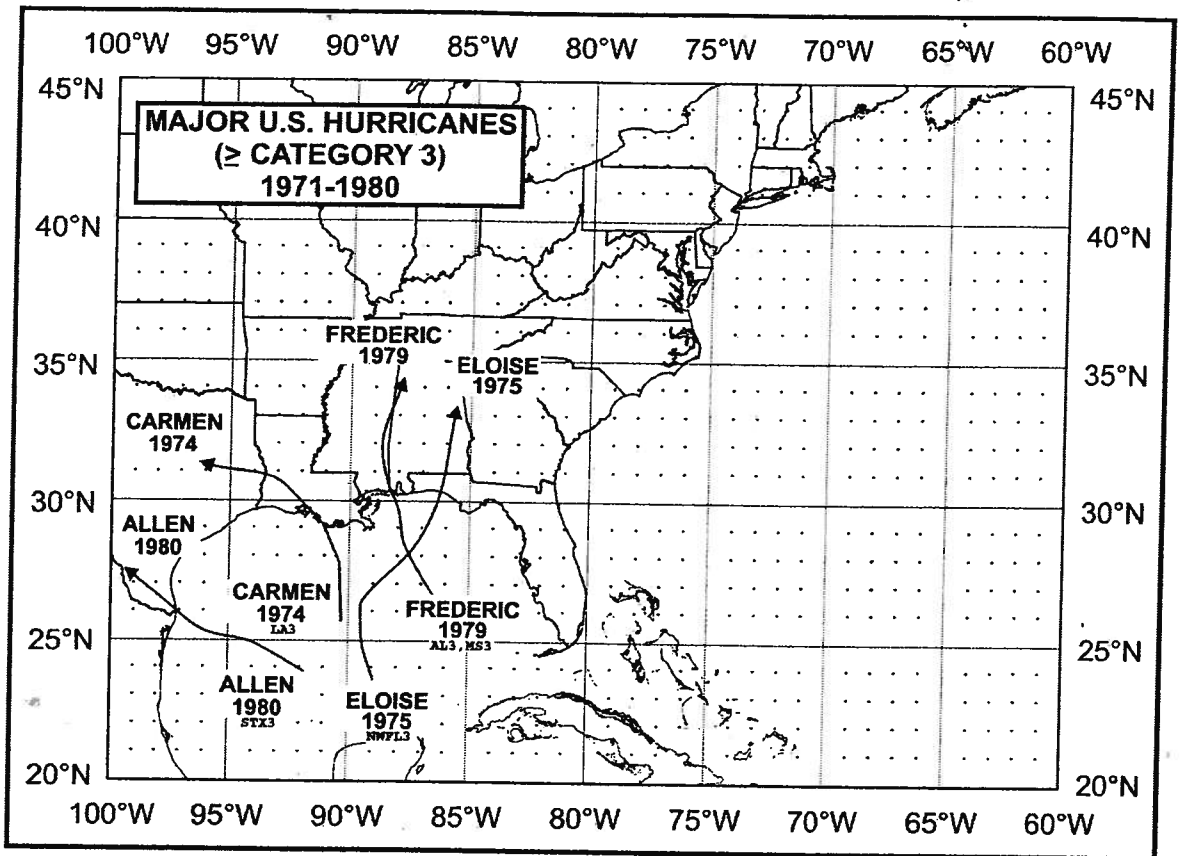 100°W 95°W 90°W 85°W 80°W 75°W 70°W 65°W 60°W
45°N 45°N
MAJOR U.S. HURRICANES
(≥ CATEGORY 3)
1971-1980
40°N 40°N
FREDERIC
1979
ELOISE
1975
35°N 35°N
CARMEN
1974
30°N 30°N
ALLEN
1980
CARMEN
1974
LA3
FREDERIC
1979
AL3,MS3
25°N 25°N
ALLEN
1980
STX3
ELOISE
1975
NWFL3
20°N 20°N
100°W 95°W 90°W 85°W 80°W 75°W 70°W 65°W 60°W